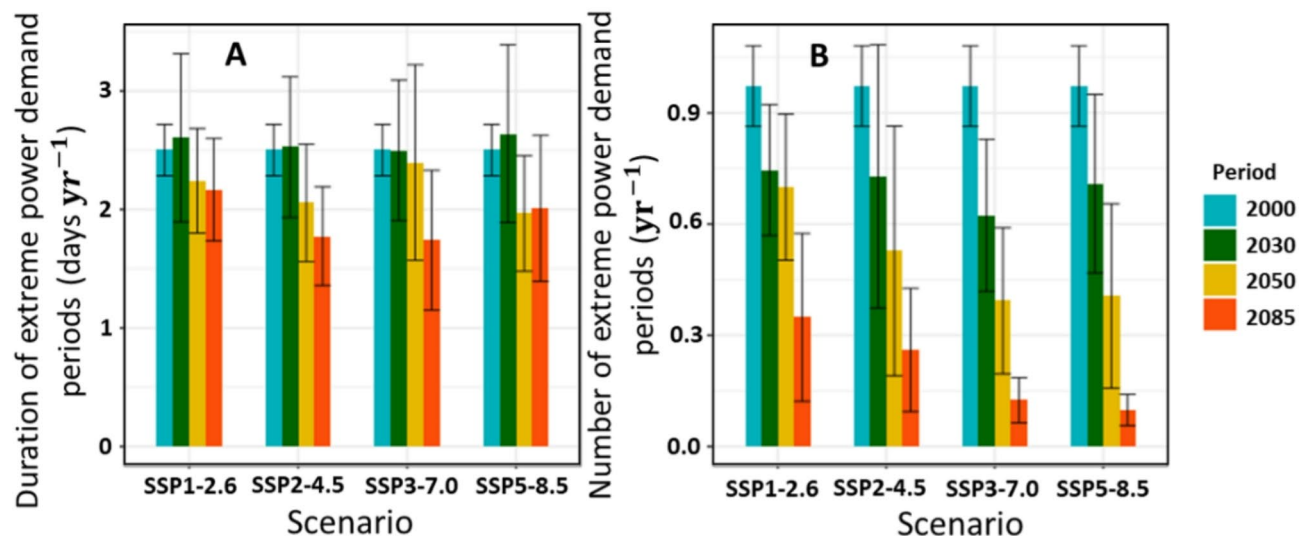 Duration of extreme power demand
periods (days yr⁻¹)
A
3
2
1
0
SSP1-2.6 SSP2-4.5 SSP3-7.0 SSP5-8.5
Scenario
Number of extreme power demand
periods (yr⁻¹)
B
0.9
0.6
0.3
0.0
SSP1-2.6 SSP2-4.5 SSP3-7.0 SSP5-8.5
Scenario
Period
2000
2030
2050
2085